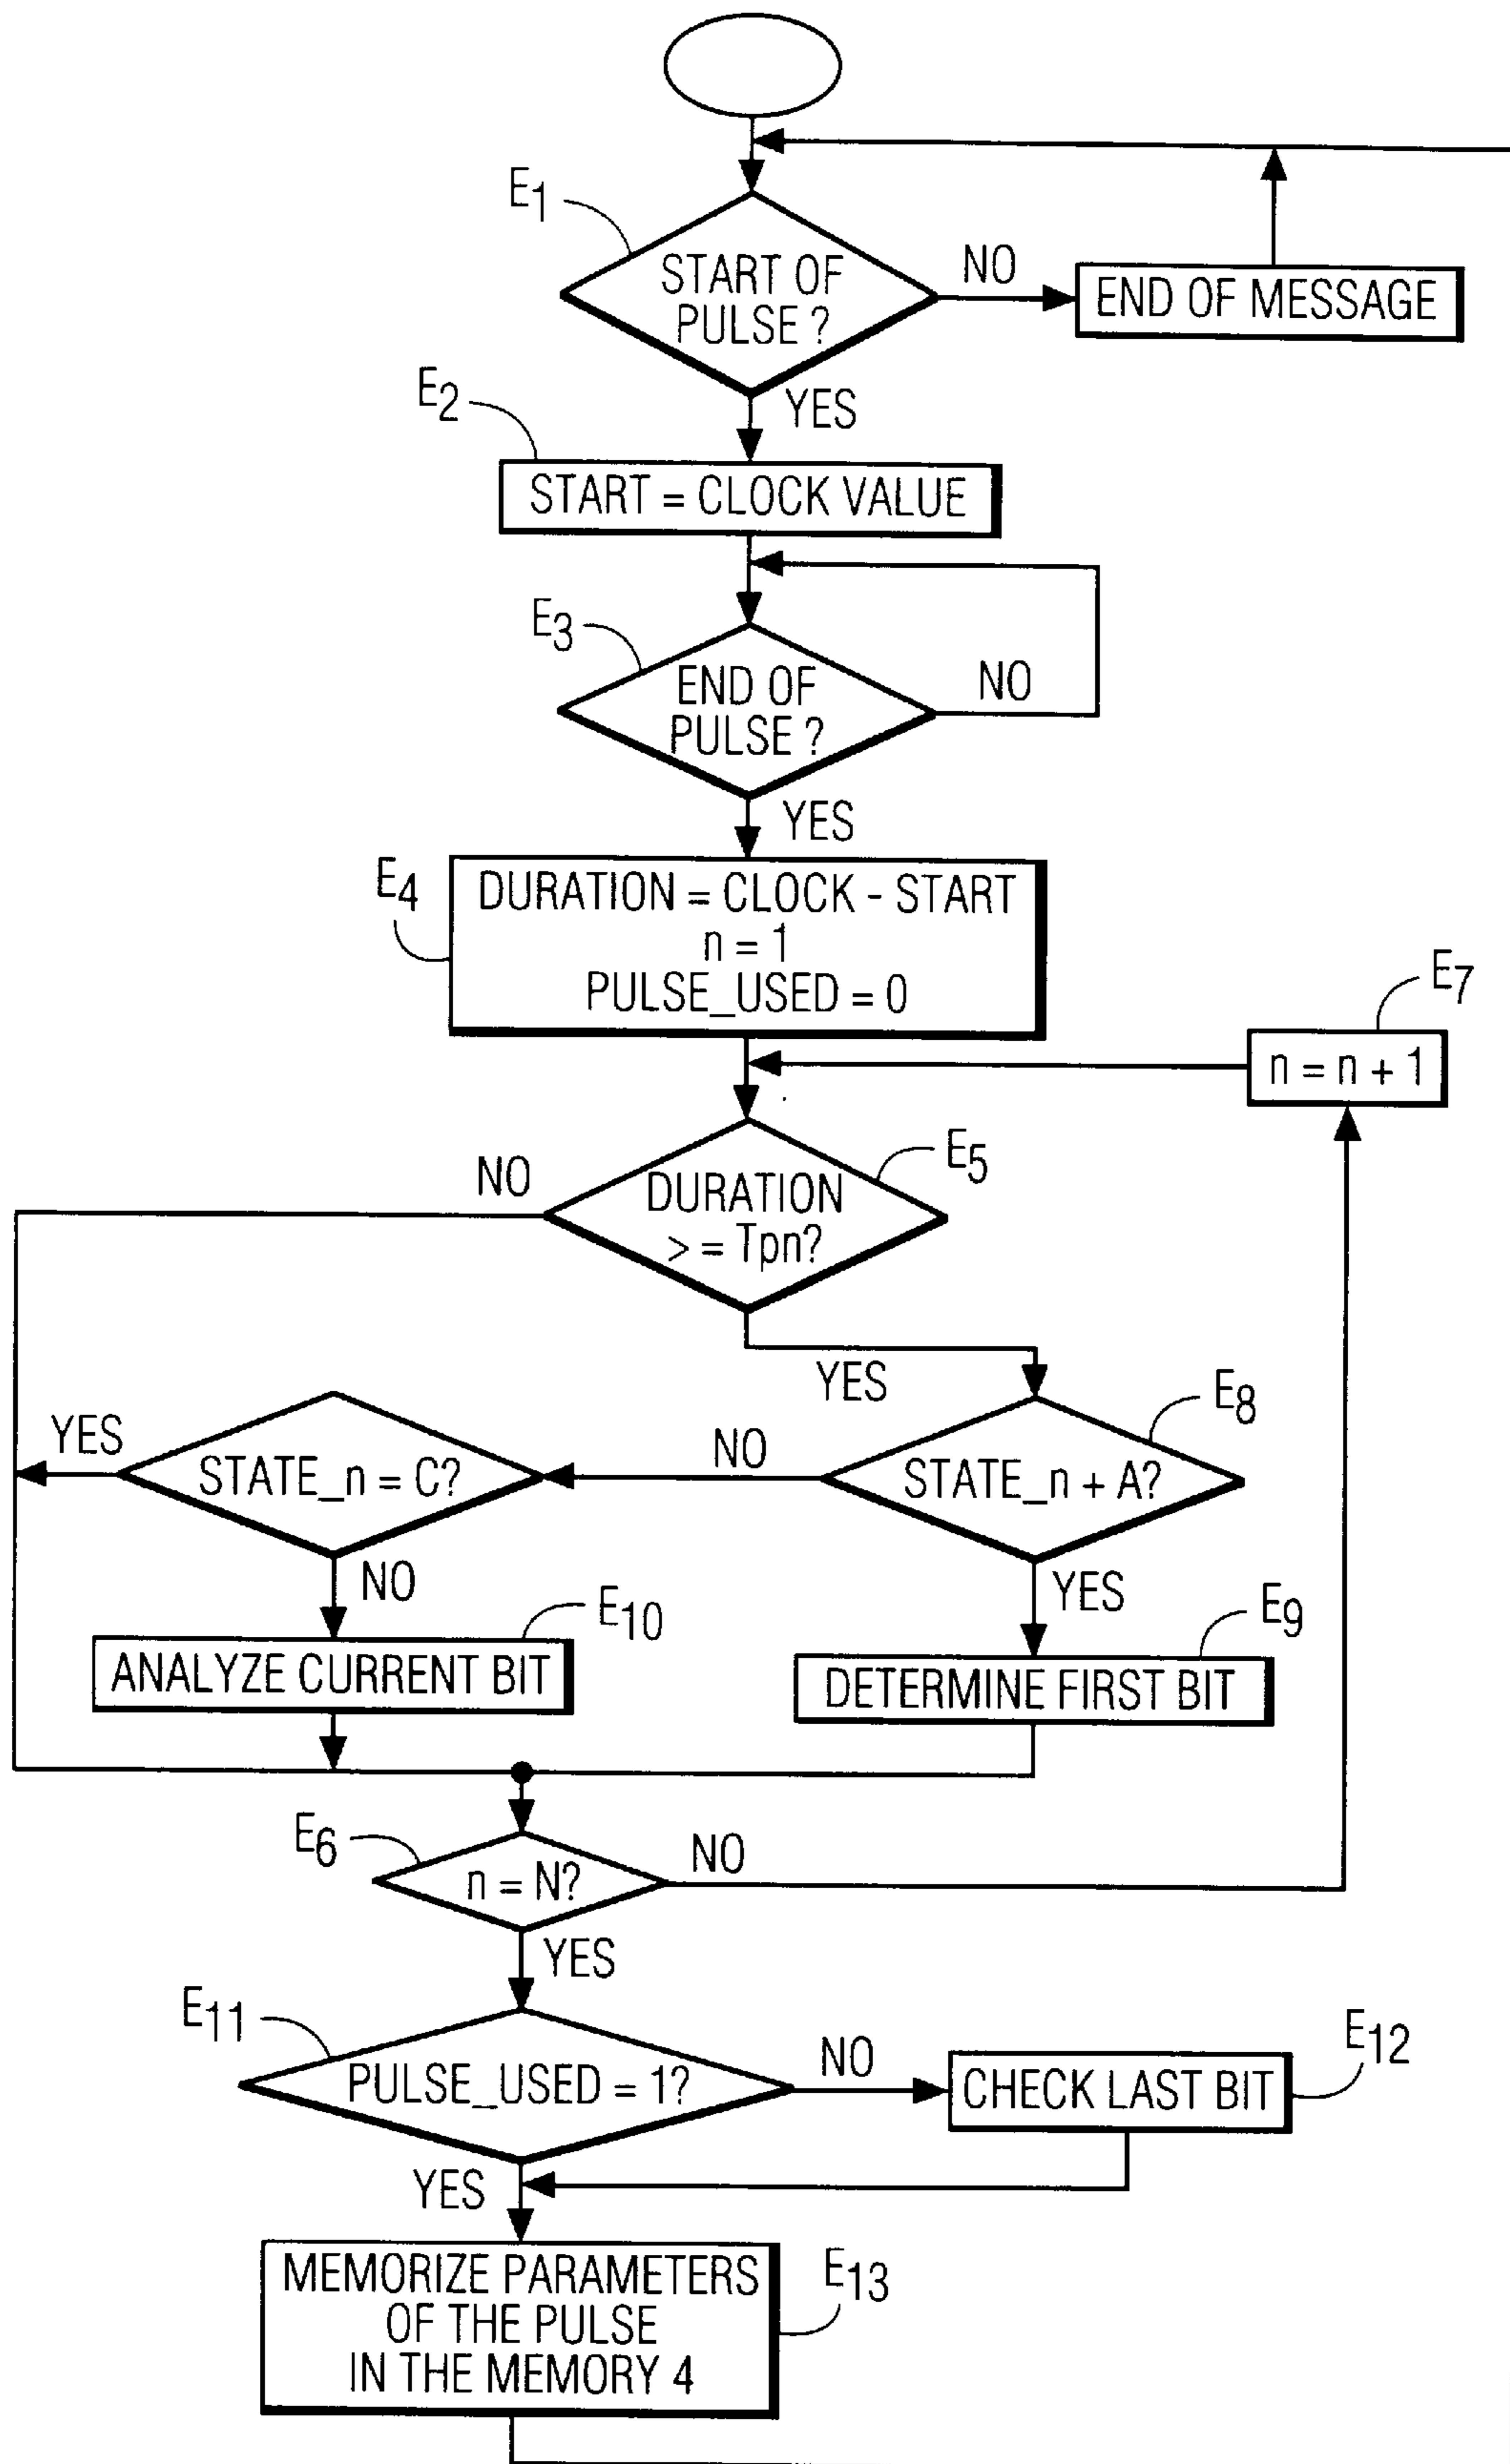 E1
START OF
PULSE ?
NO
END OF MESSAGE
YES
E2
START = CLOCK VALUE
E3
END OF
PULSE ?
NO
YES
E4
DURATION = CLOCK - START
n = 1
PULSE_USED = 0
E7
n = n + 1
E5
NO
DURATION
> = Tpn?
YES
E8
YES
STATE_n = C?
NO
STATE_n + A?
NO
YES
E10
E9
ANALYZE CURRENT BIT
DETERMINE FIRST BIT
E6
n = N?
NO
YES
E11
PULSE_USED = 1?
NO
E12
CHECK LAST BIT
YES
MEMORIZE PARAMETERS
OF THE PULSE
IN THE MEMORY 4
E13